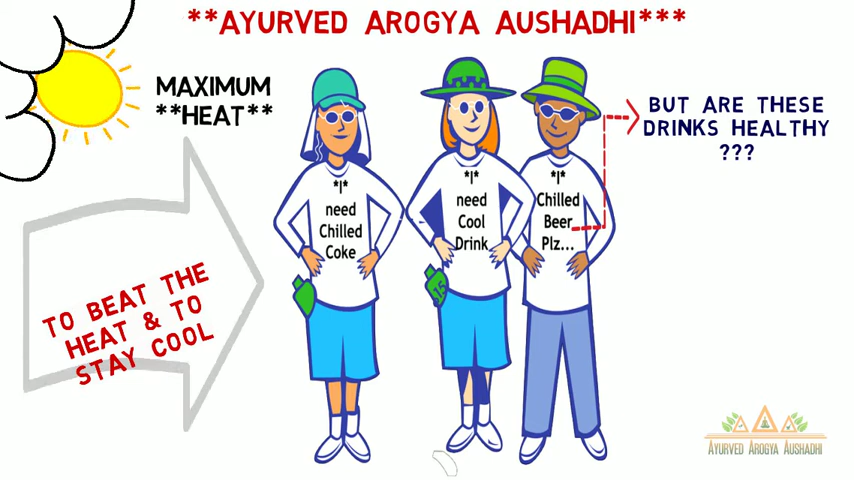 **AYURVED AROGYA AUSHADHI***
MAXIMUM
**HEAT**
TO BEAT THE
HEAT & TO
STAY COOL
*I*
need
Chilled
Coke
*I*
need
Cool
Drink
*I*
Chilled
Beer
Plz...
BUT ARE THESE
DRINKS HEALTHY
???
15
AYURVED AROGYA AUSHADHI